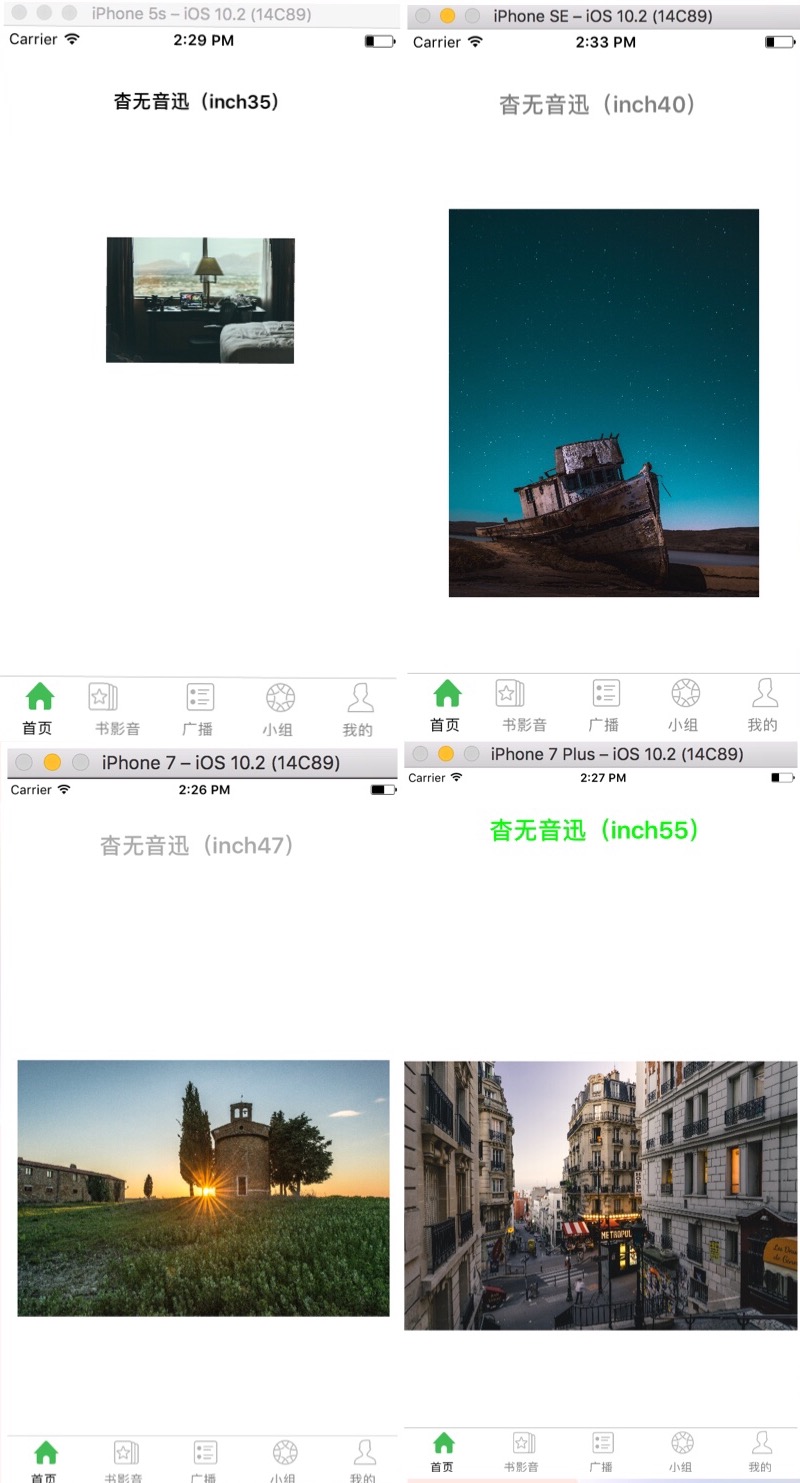 iPhone 5s – iOS 10.2 (14C89)
Carrier 2:29 PM
杳无音迅（inch35）
首页 书影音 广播 小组 我的
iPhone SE – iOS 10.2 (14C89)
Carrier 2:33 PM
杳无音迅（inch40）
首页 书影音 广播 小组 我的
iPhone 7 – iOS 10.2 (14C89)
Carrier 2:26 PM
杳无音迅（inch47）
首页 书影音 广播 小组 我的
iPhone 7 Plus – iOS 10.2 (14C89)
Carrier 2:27 PM
杳无音迅（inch55）
METROPOL
首页 书影音 广播 小组 我的